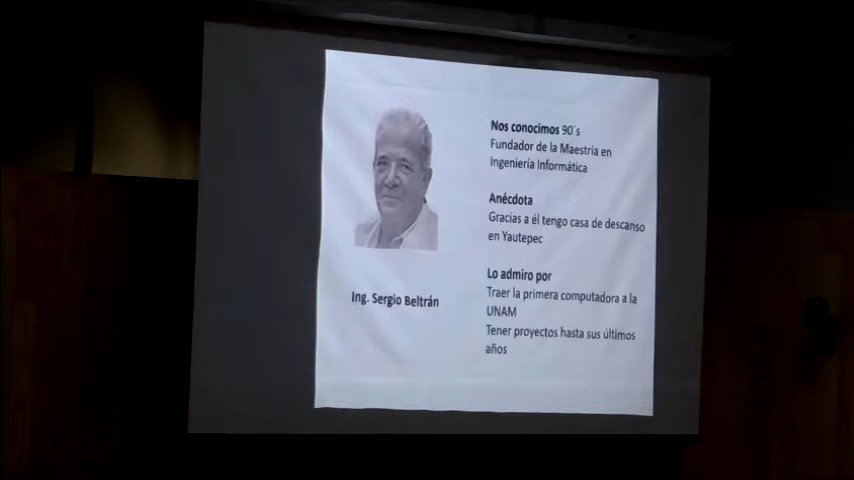 Nos conocimos 90´s
Fundador de la Maestría en
Ingeniería Informática
Anécdota
Gracias a él tengo casa de descanso
en Yautepec
Lo admiro por
Traer la primera computadora a la
UNAM
Tener proyectos hasta sus últimos
años
Ing. Sergio Beltrán